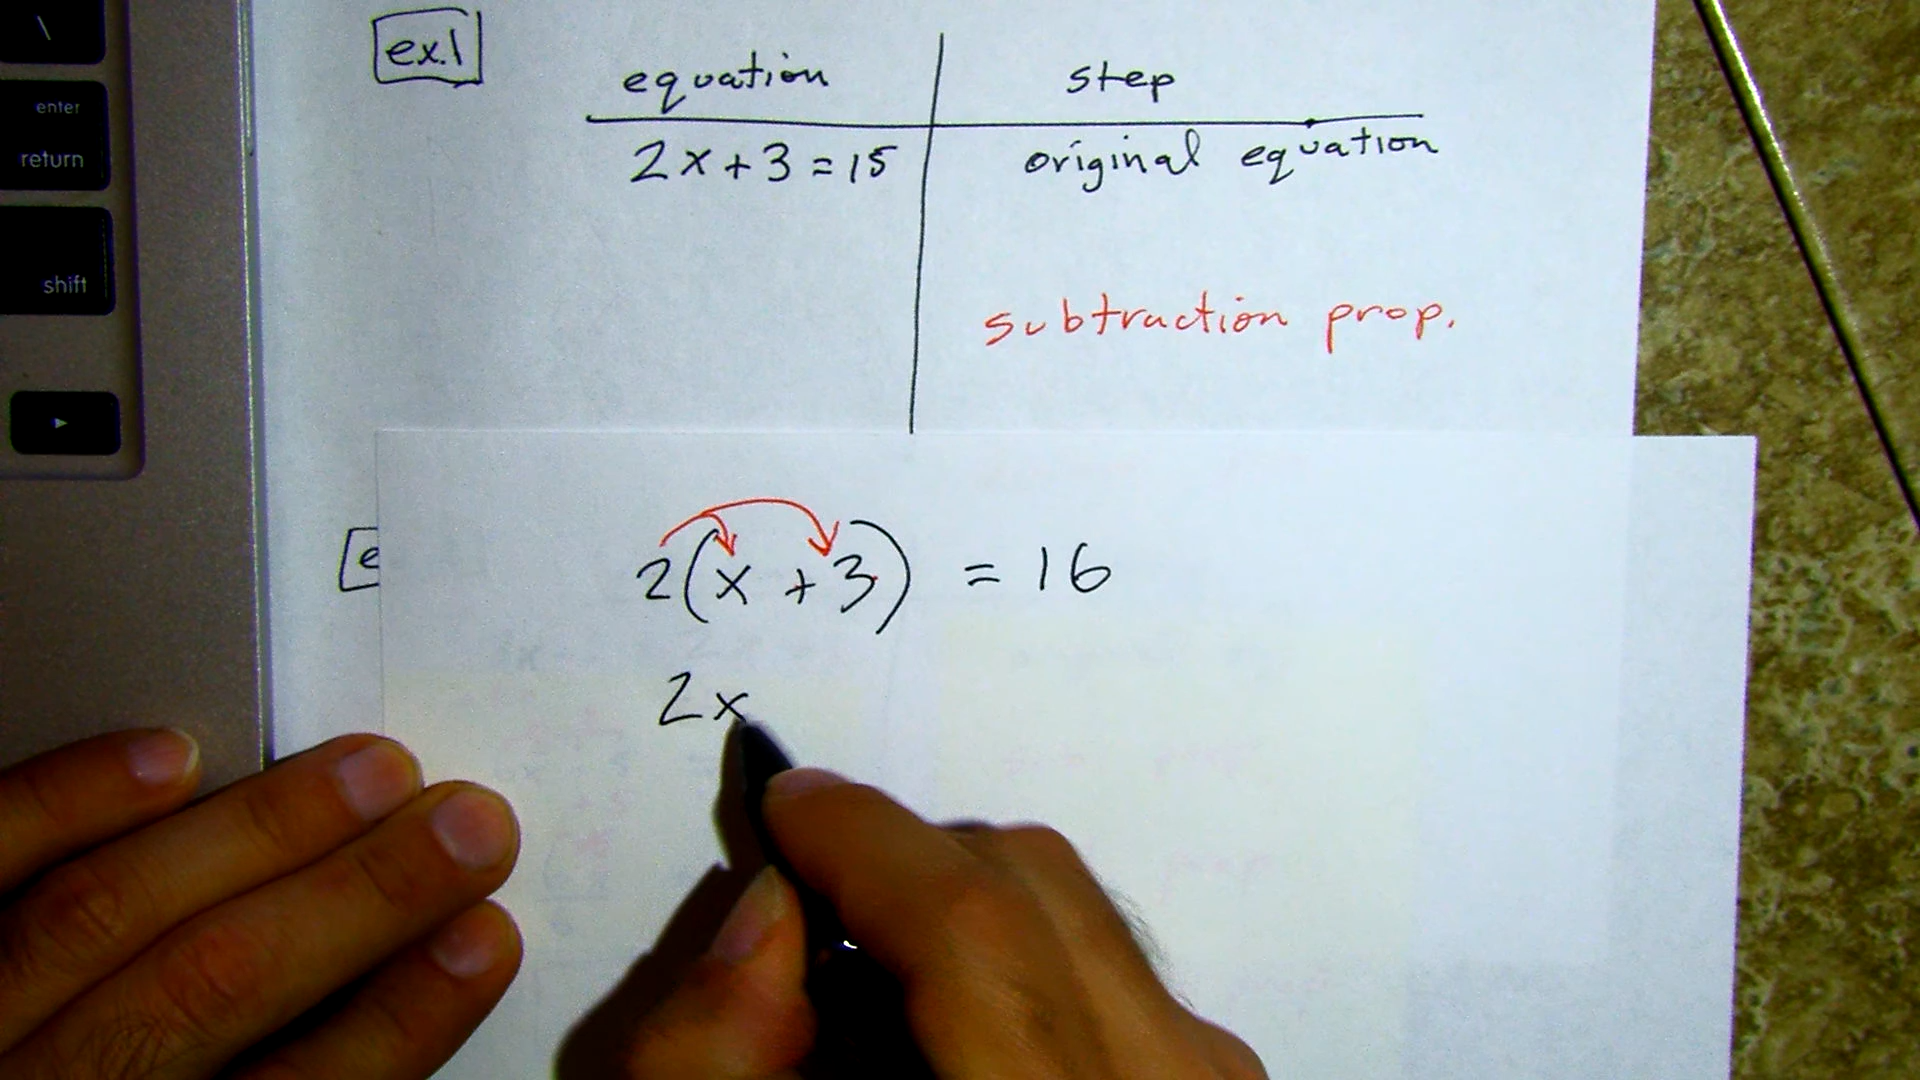 \
enter
return
shift
ex.1
equation step
2x+3=15 original equation
subtraction prop.
e
2(x+3) = 16
2x